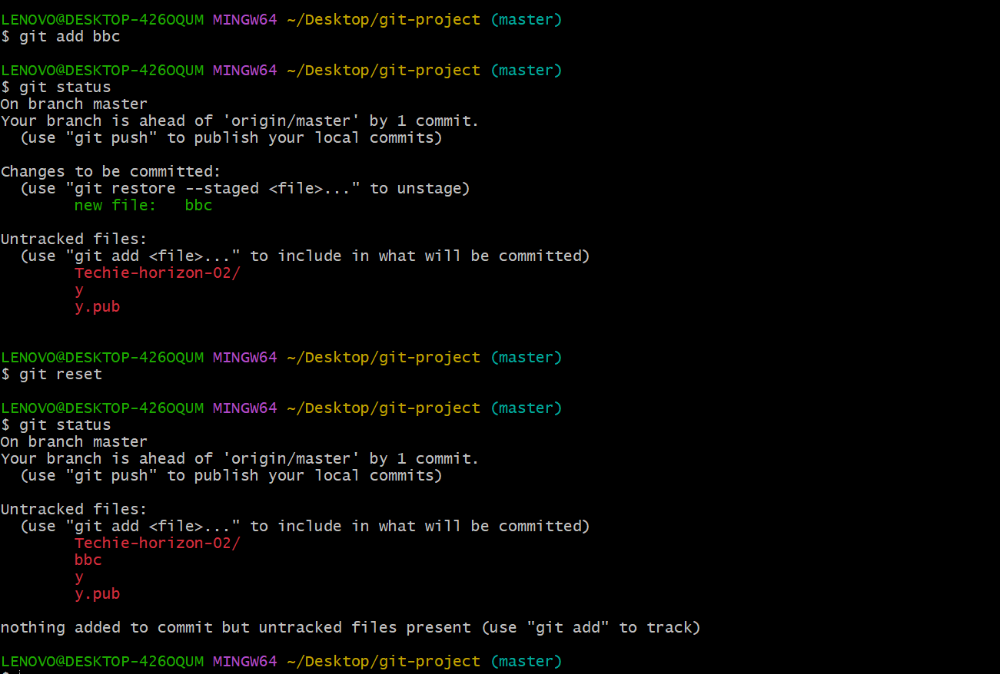 LENOVO@DESKTOP-426OQUM MINGW64 ~/Desktop/git-project (master)
$ git add bbc
LENOVO@DESKTOP-426OQUM MINGW64 ~/Desktop/git-project (master)
$ git status
On branch master
Your branch is ahead of 'origin/master' by 1 commit.
  (use "git push" to publish your local commits)
Changes to be committed:
  (use "git restore --staged <file>..." to unstage)
        new file:   bbc
Untracked files:
  (use "git add <file>..." to include in what will be committed)
        Techie-horizon-02/
        y
        y.pub
LENOVO@DESKTOP-426OQUM MINGW64 ~/Desktop/git-project (master)
$ git reset
LENOVO@DESKTOP-426OQUM MINGW64 ~/Desktop/git-project (master)
$ git status
On branch master
Your branch is ahead of 'origin/master' by 1 commit.
  (use "git push" to publish your local commits)
Untracked files:
  (use "git add <file>..." to include in what will be committed)
        Techie-horizon-02/
        bbc
        y
        y.pub
nothing added to commit but untracked files present (use "git add" to track)
LENOVO@DESKTOP-426OQUM MINGW64 ~/Desktop/git-project (master)
$